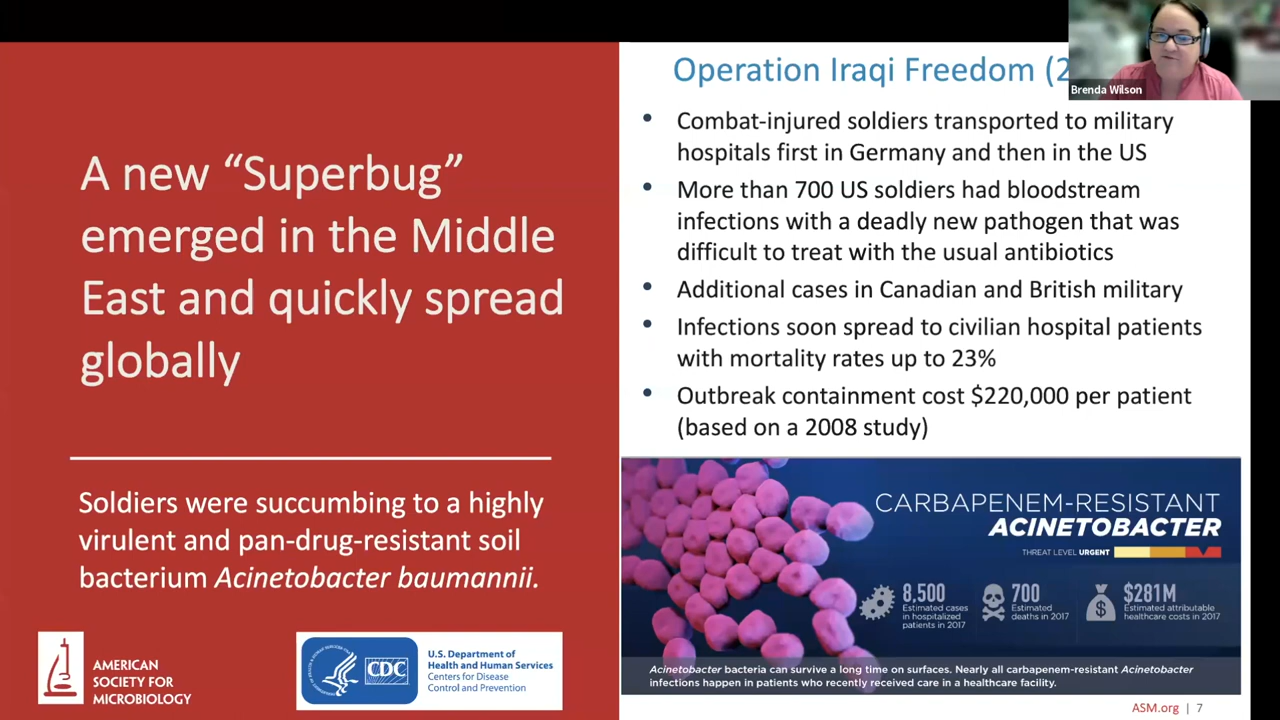 A new “Superbug”
emerged in the Middle
East and quickly spread
globally
Soldiers were succumbing to a highly
virulent and pan-drug-resistant soil
bacterium Acinetobacter baumannii.
AMERICAN
SOCIETY FOR
MICROBIOLOGY
CDC
U.S. Department of
Health and Human Services
Centers for Disease
Control and Prevention
Operation Iraqi Freedom (2
Brenda Wilson
• Combat-injured soldiers transported to military
hospitals first in Germany and then in the US
• More than 700 US soldiers had bloodstream
infections with a deadly new pathogen that was
difficult to treat with the usual antibiotics
• Additional cases in Canadian and British military
• Infections soon spread to civilian hospital patients
with mortality rates up to 23%
• Outbreak containment cost $220,000 per patient
(based on a 2008 study)
CARBAPENEM-RESISTANT
ACINETOBACTER
THREAT LEVEL URGENT
8,500
Estimated cases
in hospitalized
patients in 2017
700
Estimated
deaths in 2017
$281M
Estimated attributable
healthcare costs in 2017
Acinetobacter bacteria can survive a long time on surfaces. Nearly all carbapenem-resistant Acinetobacter
infections happen in patients who recently received care in a healthcare facility.
ASM.org | 7